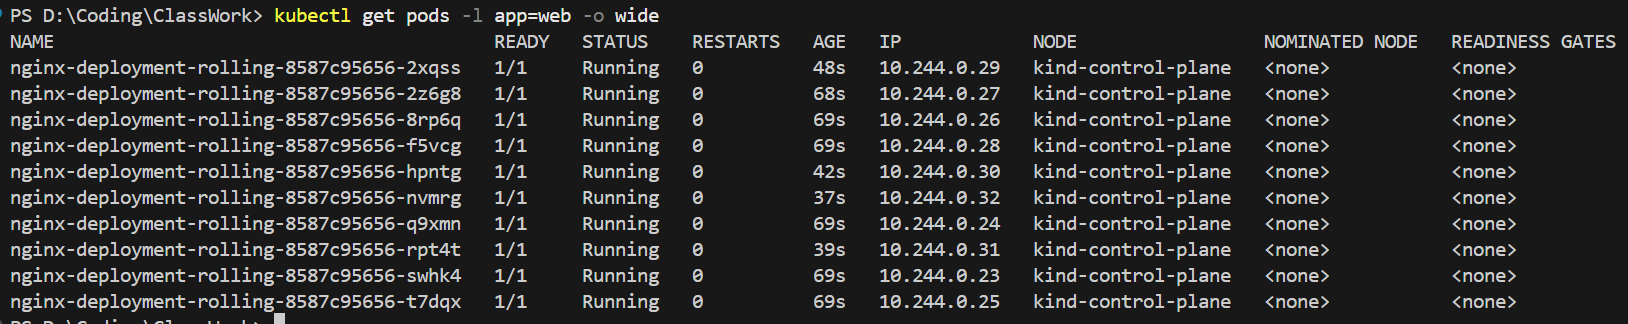 PS D:\Coding\ClassWork> kubectl get pods -l app=web -o wide
NAME READY STATUS RESTARTS AGE IP NODE NOMINATED NODE READINESS GATES
nginx-deployment-rolling-8587c95656-2xqss 1/1 Running 0 48s 10.244.0.29 kind-control-plane <none> <none>
nginx-deployment-rolling-8587c95656-2z6g8 1/1 Running 0 68s 10.244.0.27 kind-control-plane <none> <none>
nginx-deployment-rolling-8587c95656-8rp6q 1/1 Running 0 69s 10.244.0.26 kind-control-plane <none> <none>
nginx-deployment-rolling-8587c95656-f5vcg 1/1 Running 0 69s 10.244.0.28 kind-control-plane <none> <none>
nginx-deployment-rolling-8587c95656-hpntg 1/1 Running 0 42s 10.244.0.30 kind-control-plane <none> <none>
nginx-deployment-rolling-8587c95656-nvmrg 1/1 Running 0 37s 10.244.0.32 kind-control-plane <none> <none>
nginx-deployment-rolling-8587c95656-q9xmn 1/1 Running 0 69s 10.244.0.24 kind-control-plane <none> <none>
nginx-deployment-rolling-8587c95656-rpt4t 1/1 Running 0 39s 10.244.0.31 kind-control-plane <none> <none>
nginx-deployment-rolling-8587c95656-swhk4 1/1 Running 0 69s 10.244.0.23 kind-control-plane <none> <none>
nginx-deployment-rolling-8587c95656-t7dqx 1/1 Running 0 69s 10.244.0.25 kind-control-plane <none> <none>
PS D:\Coding\ClassWork>